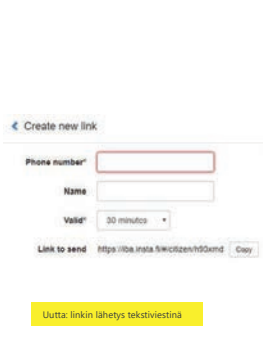 Create new link
Phone number*
Name
Valid* 30 minutes
Link to send Copy
Uutta: linkin lähetys tekstiviestinä